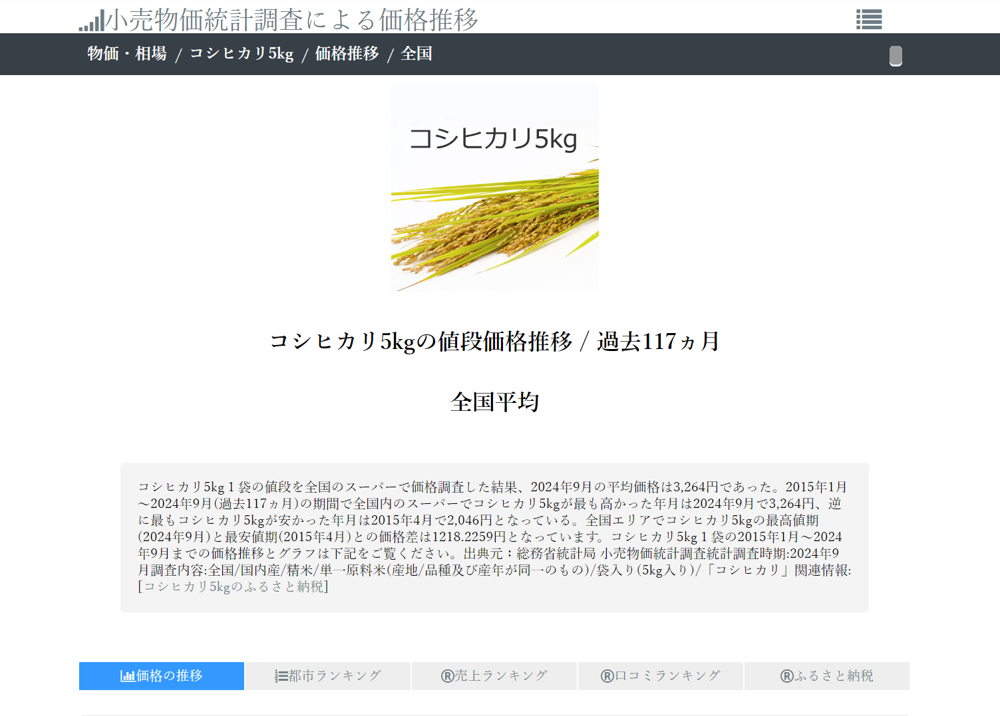 小売物価統計調査による価格推移
物価・相場 / コシヒカリ5kg / 価格推移 / 全国
コシヒカリ5kg
コシヒカリ5kgの値段価格推移 / 過去117ヵ月
全国平均
コシヒカリ5kg１袋の値段を全国のスーパーで価格調査した結果、2024年9月の平均価格は3,264円であった。2015年1月
～2024年9月(過去117ヵ月)の期間で全国内のスーパーでコシヒカリ5kgが最も高かった年月は2024年9月で3,264円、逆
に最もコシヒカリ5kgが安かった年月は2015年4月で2,046円となっている。全国エリアでコシヒカリ5kgの最高値期
(2024年9月)と最安値期(2015年4月)との価格差は1218.2259円となっています。コシヒカリ5kg１袋の2015年1月～2024
年9月までの価格推移とグラフは下記をご覧ください。出典元：総務省統計局 小売物価統計調査統計調査時期:2024年9
月調査内容:全国/国内産/精米/単一原料米(産地/品種及び産年が同一のもの)/袋入り(5kg入り)/「コシヒカリ」関連情報:
[コシヒカリ5kgのふるさと納税]
価格の推移
都市ランキング
®売上ランキング
®口コミランキング
®ふるさと納税